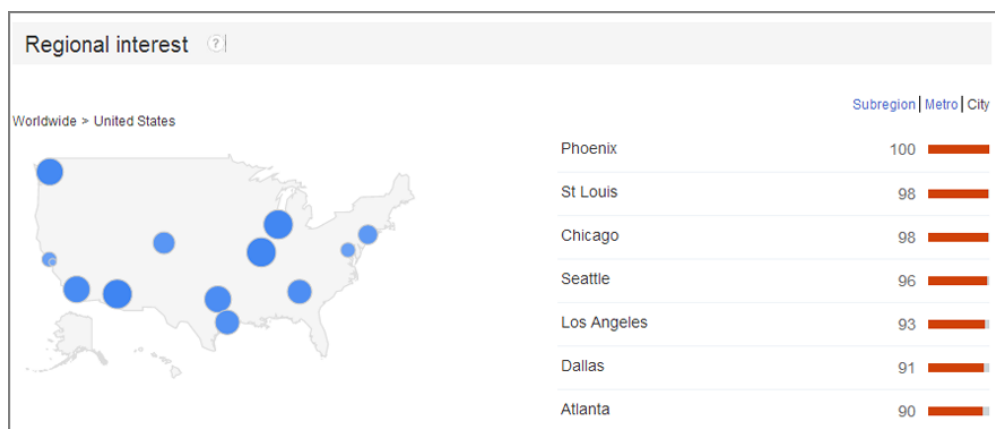 Regional interest ?
Subregion | Metro | City
Worldwide > United States
Phoenix 100
St Louis 98
Chicago 98
Seattle 96
Los Angeles 93
Dallas 91
Atlanta 90